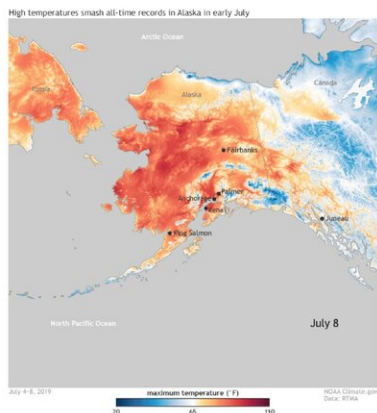 High temperatures smash all-time records in Alaska in early July
Arctic Ocean
Russia
Alaska
Canada
Fairbanks
Palmer
Anchorage
Kenai
Juneau
King Salmon
July 8
North Pacific Ocean
July 4-8, 2019
maximum temperature (°F)
NOAA Climate.gov
Data: RTMA
20
65
110